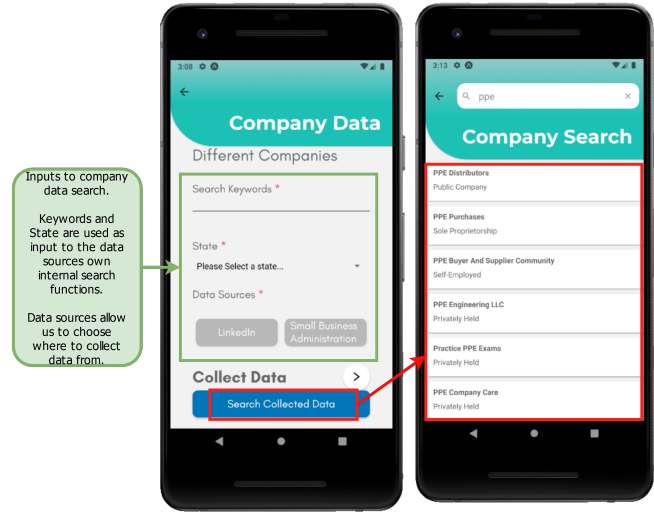 Inputs to company
data search.
Keywords and
State are used as
input to the data
sources own
internal search
functions.
Data sources allow
us to choose
where to collect
data from.
3:08
Company Data
Different Companies
Search Keywords *
State *
Please Select a state...
Data Sources *
LinkedIn
Small Business
Administration
Collect Data
>
Search Collected Data
3:13
ppe
Company Search
PPE Distributors
Public Company
PPE Purchases
Sole Proprietorship
PPE Buyer And Supplier Community
Self-Employed
PPE Engineering LLC
Privately Held
Practice PPE Exams
Privately Held
PPE Company Care
Privately Held